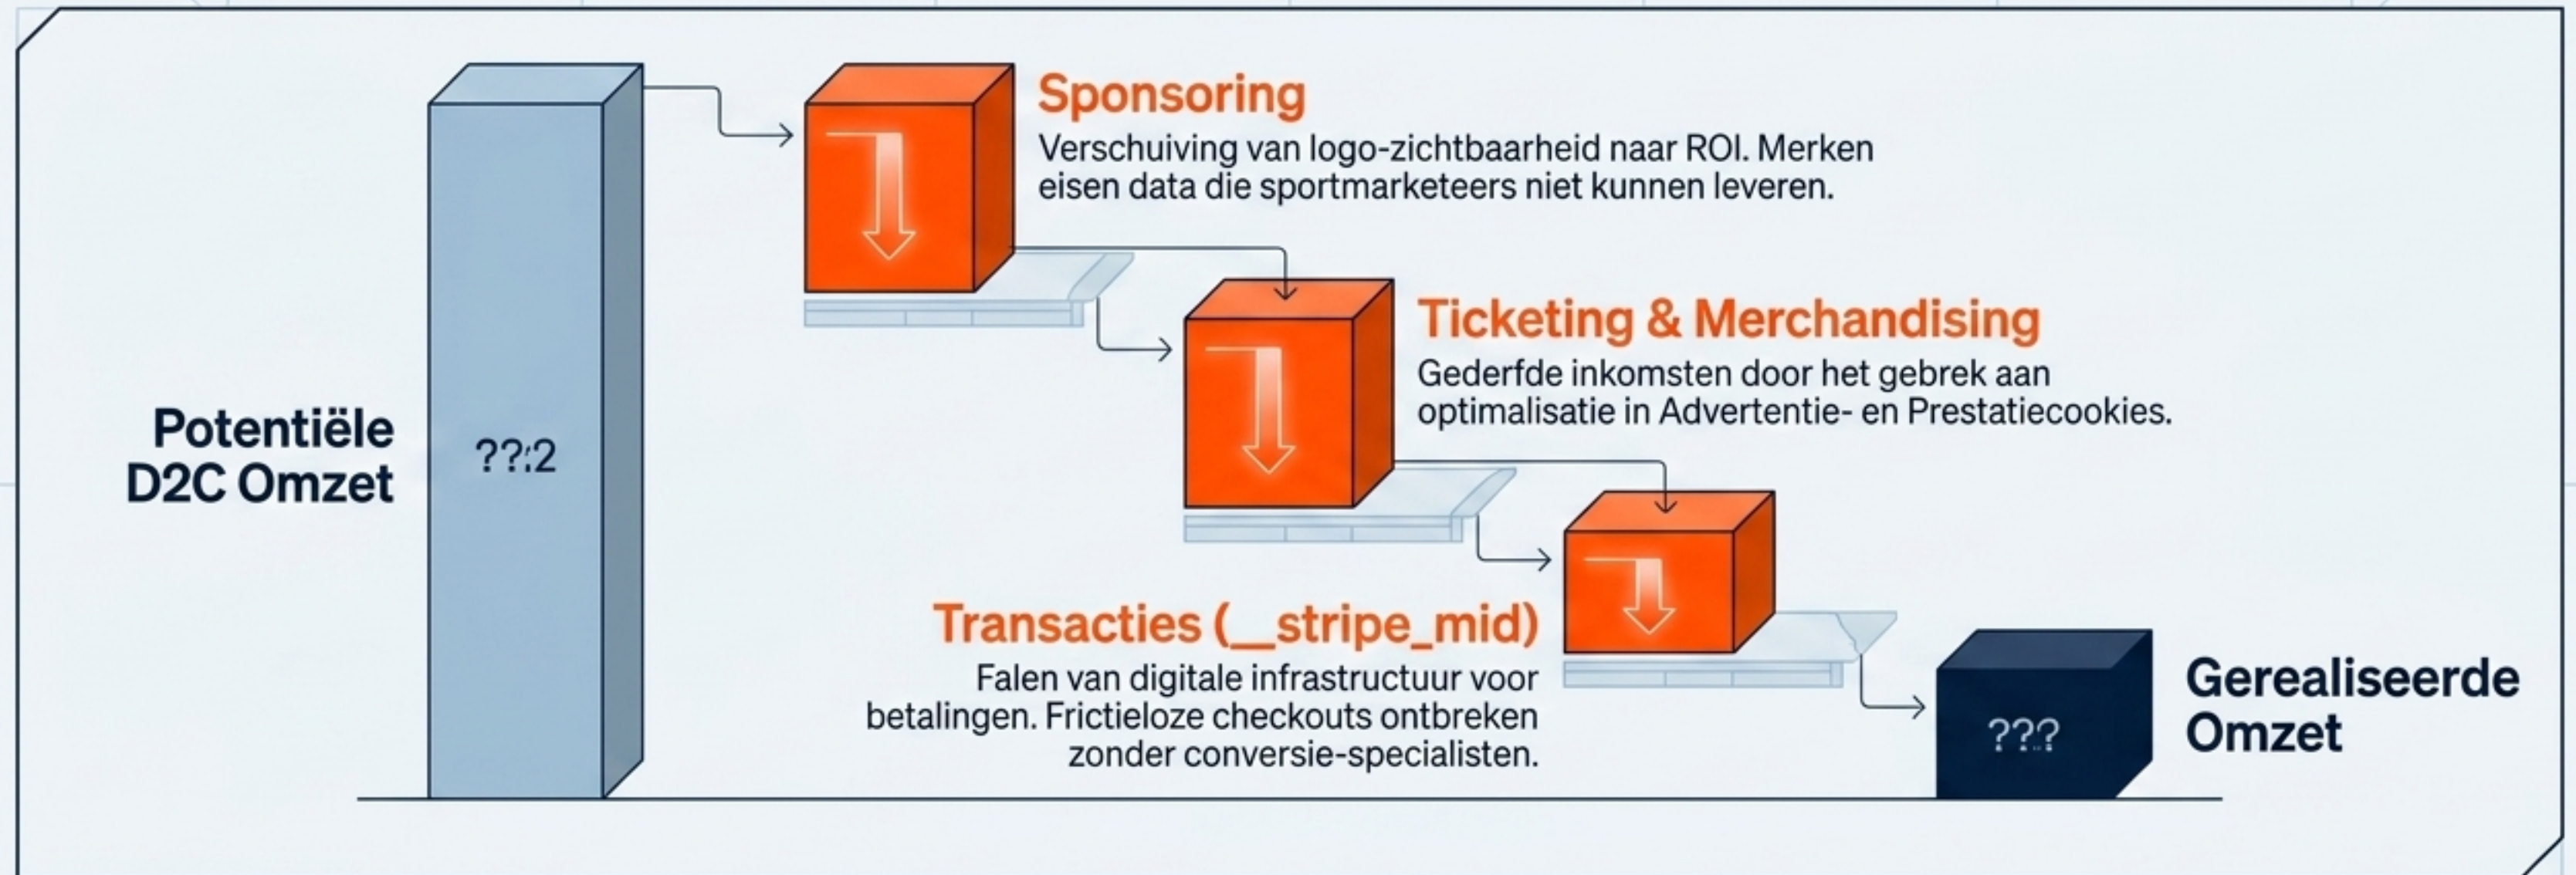 Sponsoring
Verschuiving van logo-zichtbaarheid naar ROI. Merken
eisen data die sportmarketeers niet kunnen leveren.
Ticketing & Merchandising
Gederfde inkomsten door het gebrek aan
optimalisatie in Advertentie- en Prestatiecookies.
Potentiële
D2C Omzet
Transacties (__stripe_mid)
Falen van digitale infrastructuur voor
betalingen. Frictieloze checkouts ontbreken
zonder conversie-specialisten.
???
Gerealiseerde
Omzet